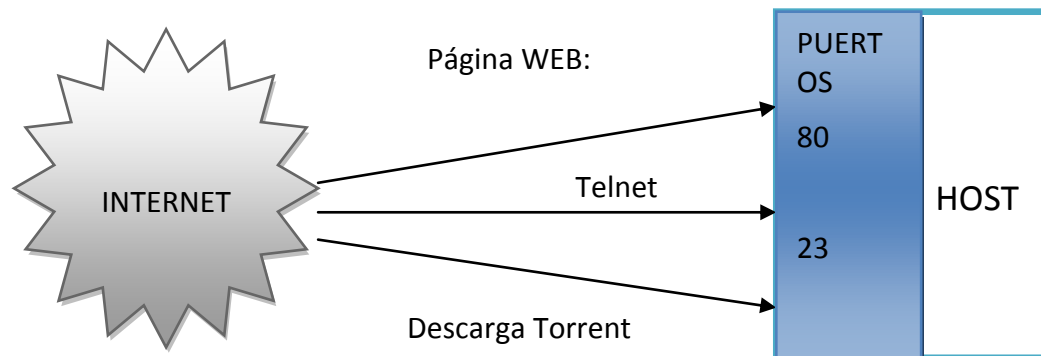 Página WEB:
PUERT
OS
80
INTERNET
Telnet
HOST
23
Descarga Torrent